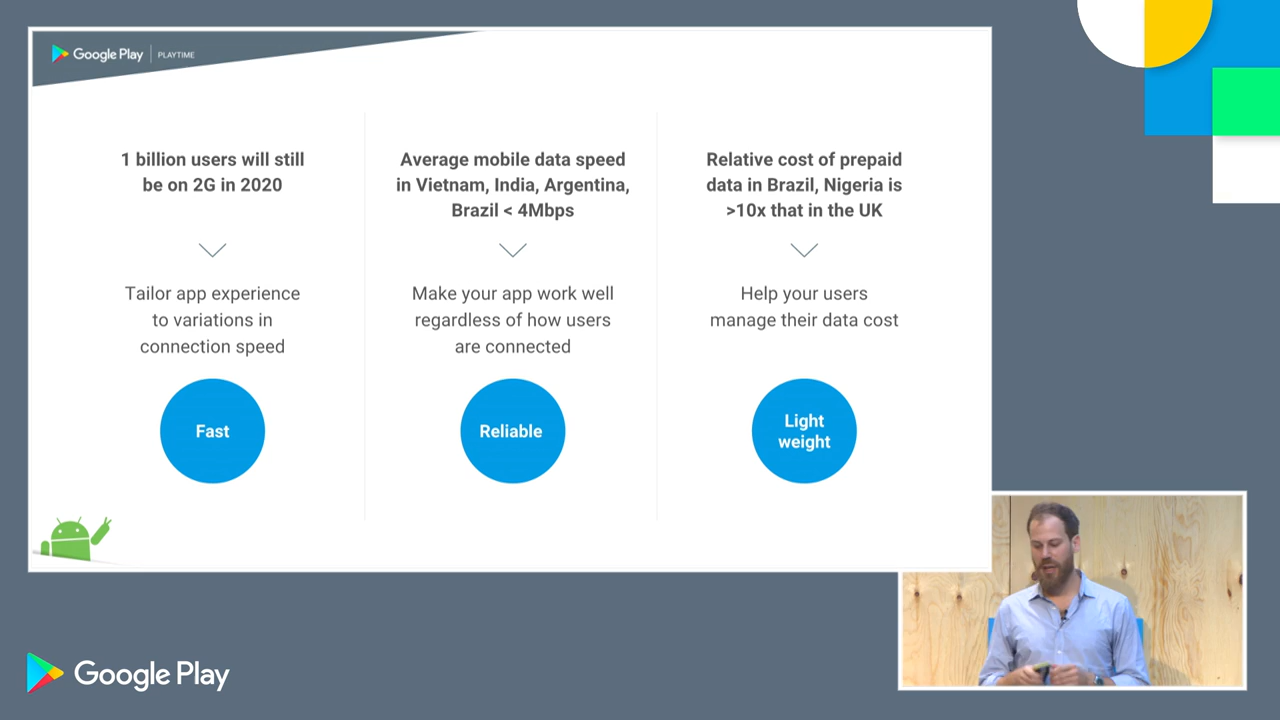 Google Play | PLAYTIME
1 billion users will still
be on 2G in 2020
Tailor app experience
to variations in
connection speed
Fast
Average mobile data speed
in Vietnam, India, Argentina,
Brazil < 4Mbps
Make your app work well
regardless of how users
are connected
Reliable
Relative cost of prepaid
data in Brazil, Nigeria is
>10x that in the UK
Help your users
manage their data cost
Light
weight
Google Play